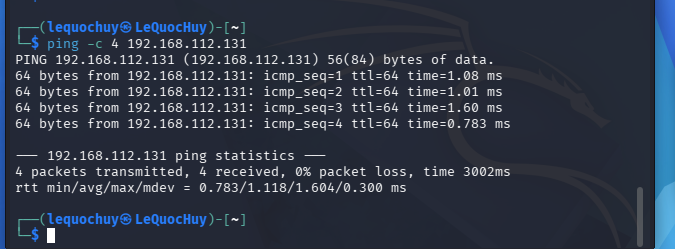 ┌──(lequochuy㉿LeQuocHuy)-[~]
└─$ ping -c 4 192.168.112.131
PING 192.168.112.131 (192.168.112.131) 56(84) bytes of data.
64 bytes from 192.168.112.131: icmp_seq=1 ttl=64 time=1.08 ms
64 bytes from 192.168.112.131: icmp_seq=2 ttl=64 time=1.01 ms
64 bytes from 192.168.112.131: icmp_seq=3 ttl=64 time=1.60 ms
64 bytes from 192.168.112.131: icmp_seq=4 ttl=64 time=0.783 ms
--- 192.168.112.131 ping statistics ---
4 packets transmitted, 4 received, 0% packet loss, time 3002ms
rtt min/avg/max/mdev = 0.783/1.118/1.604/0.300 ms
┌──(lequochuy㉿LeQuocHuy)-[~]
└─$